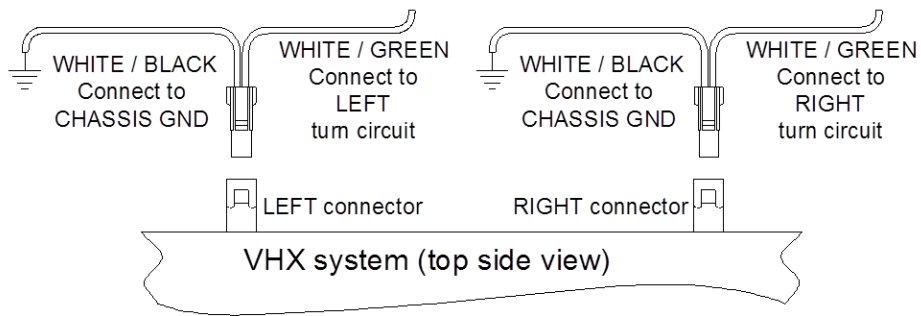 WHITE / BLACK
Connect to
CHASSIS GND
WHITE / GREEN
Connect to
LEFT
turn circuit
WHITE / BLACK
Connect to
CHASSIS GND
WHITE / GREEN
Connect to
RIGHT
turn circuit
LEFT connector
RIGHT connector
VHX system (top side view)